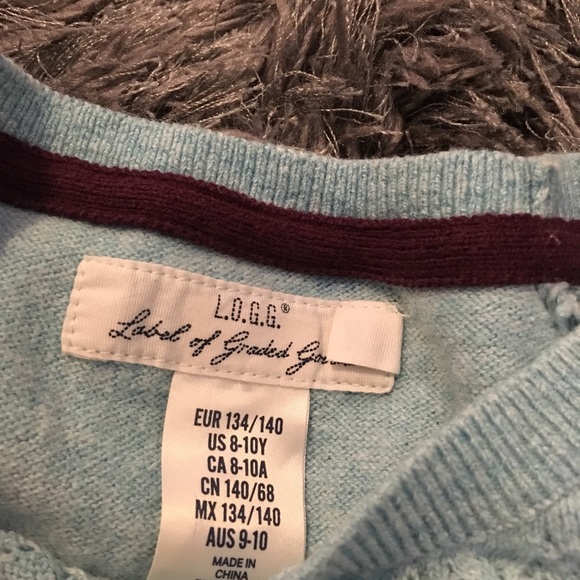 L.O.G.G.®
Label of Graded
EUR 134/140
US 8-10Y
CA 8-10A
CN 140/68
MX 134/140
AUS 9-10
MADE IN
CHINA